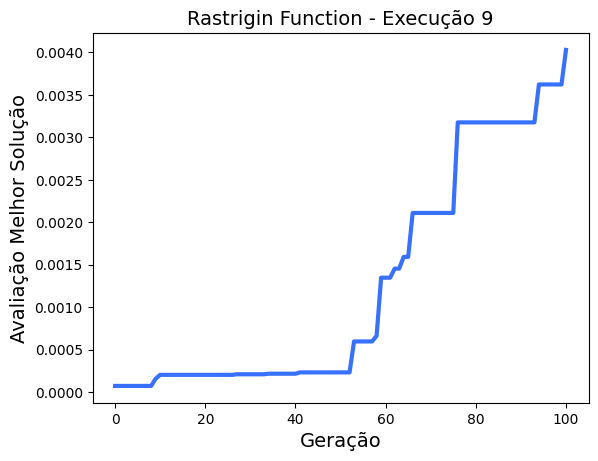 Rastrigin Function - Execução 9
Avaliação Melhor Solução
0.0040
0.0035
0.0030
0.0025
0.0020
0.0015
0.0010
0.0005
0.0000
0 20 40 60 80 100
Geração